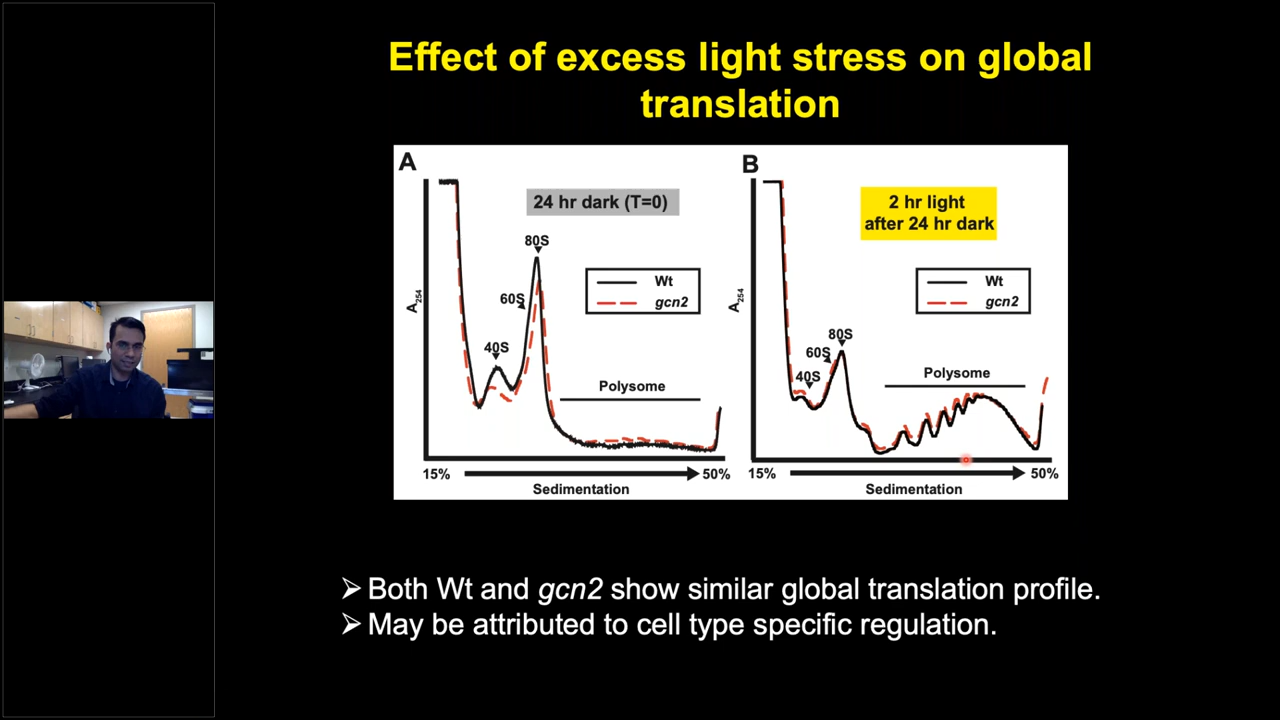 Effect of excess light stress on global
translation
A
24 hr dark (T=0)
80S
60S
40S
Wt
gcn2
A254
Polysome
15%
50%
Sedimentation
B
2 hr light
after 24 hr dark
80S
60S
40S
Wt
gcn2
A254
Polysome
15%
50%
Sedimentation
➢ Both Wt and gcn2 show similar global translation profile.
➢ May be attributed to cell type specific regulation.